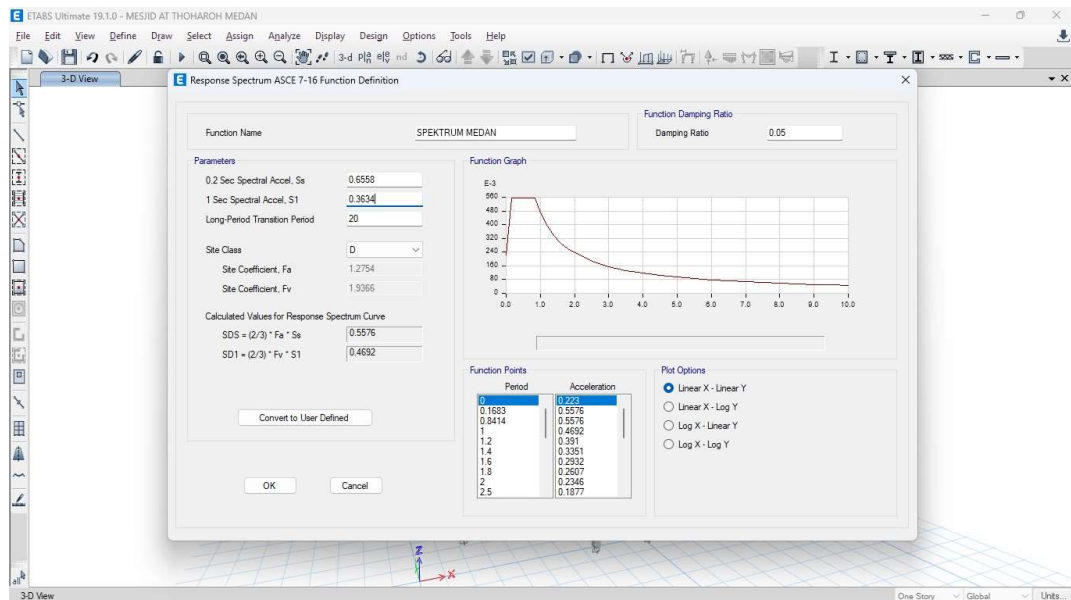 ETABS Ultimate 19.1.0 - MESJID AT THOHAROH MEDAN
File Edit View Define Draw Select Assign Analyze Display Design Options Tools Help
3-D View
Response Spectrum ASCE 7-16 Function Definition
Function Name SPEKTRUM MEDAN
Function Damping Ratio
Damping Ratio 0.05
Parameters
0.2 Sec Spectral Accel, Ss 0.6558
1 Sec Spectral Accel, S1 0.3634
Long-Period Transition Period 20
Site Class D
Site Coefficient, Fa 1.2754
Site Coefficient, Fv 1.9366
Calculated Values for Response Spectrum Curve
SDS = (2/3) * Fa * Ss 0.5576
SD1 = (2/3) * Fv * S1 0.4692
Convert to User Defined
OK Cancel
Function Graph
E-3
560
480
400
320
240
160
80
0
0.0 1.0 2.0 3.0 4.0 5.0 6.0 7.0 8.0 9.0 10.0
Function Points
Period Acceleration
0 0.223
0.1683 0.5576
0.8414 0.5576
1 0.4692
1.2 0.391
1.4 0.3351
1.6 0.2932
1.8 0.2607
2 0.2346
2.5 0.1877
Plot Options
Linear X - Linear Y
Linear X - Log Y
Log X - Linear Y
Log X - Log Y
Z
X
3-D View One Story Global Units...